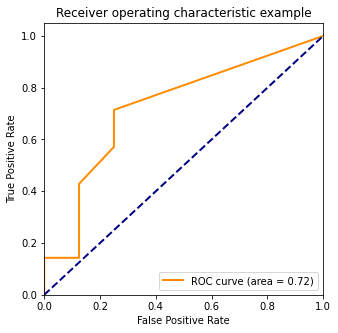 Receiver operating characteristic example
1.0
0.8
0.6
0.4
0.2
0.0
True Positive Rate
ROC curve (area = 0.72)
0.0 0.2 0.4 0.6 0.8 1.0
False Positive Rate